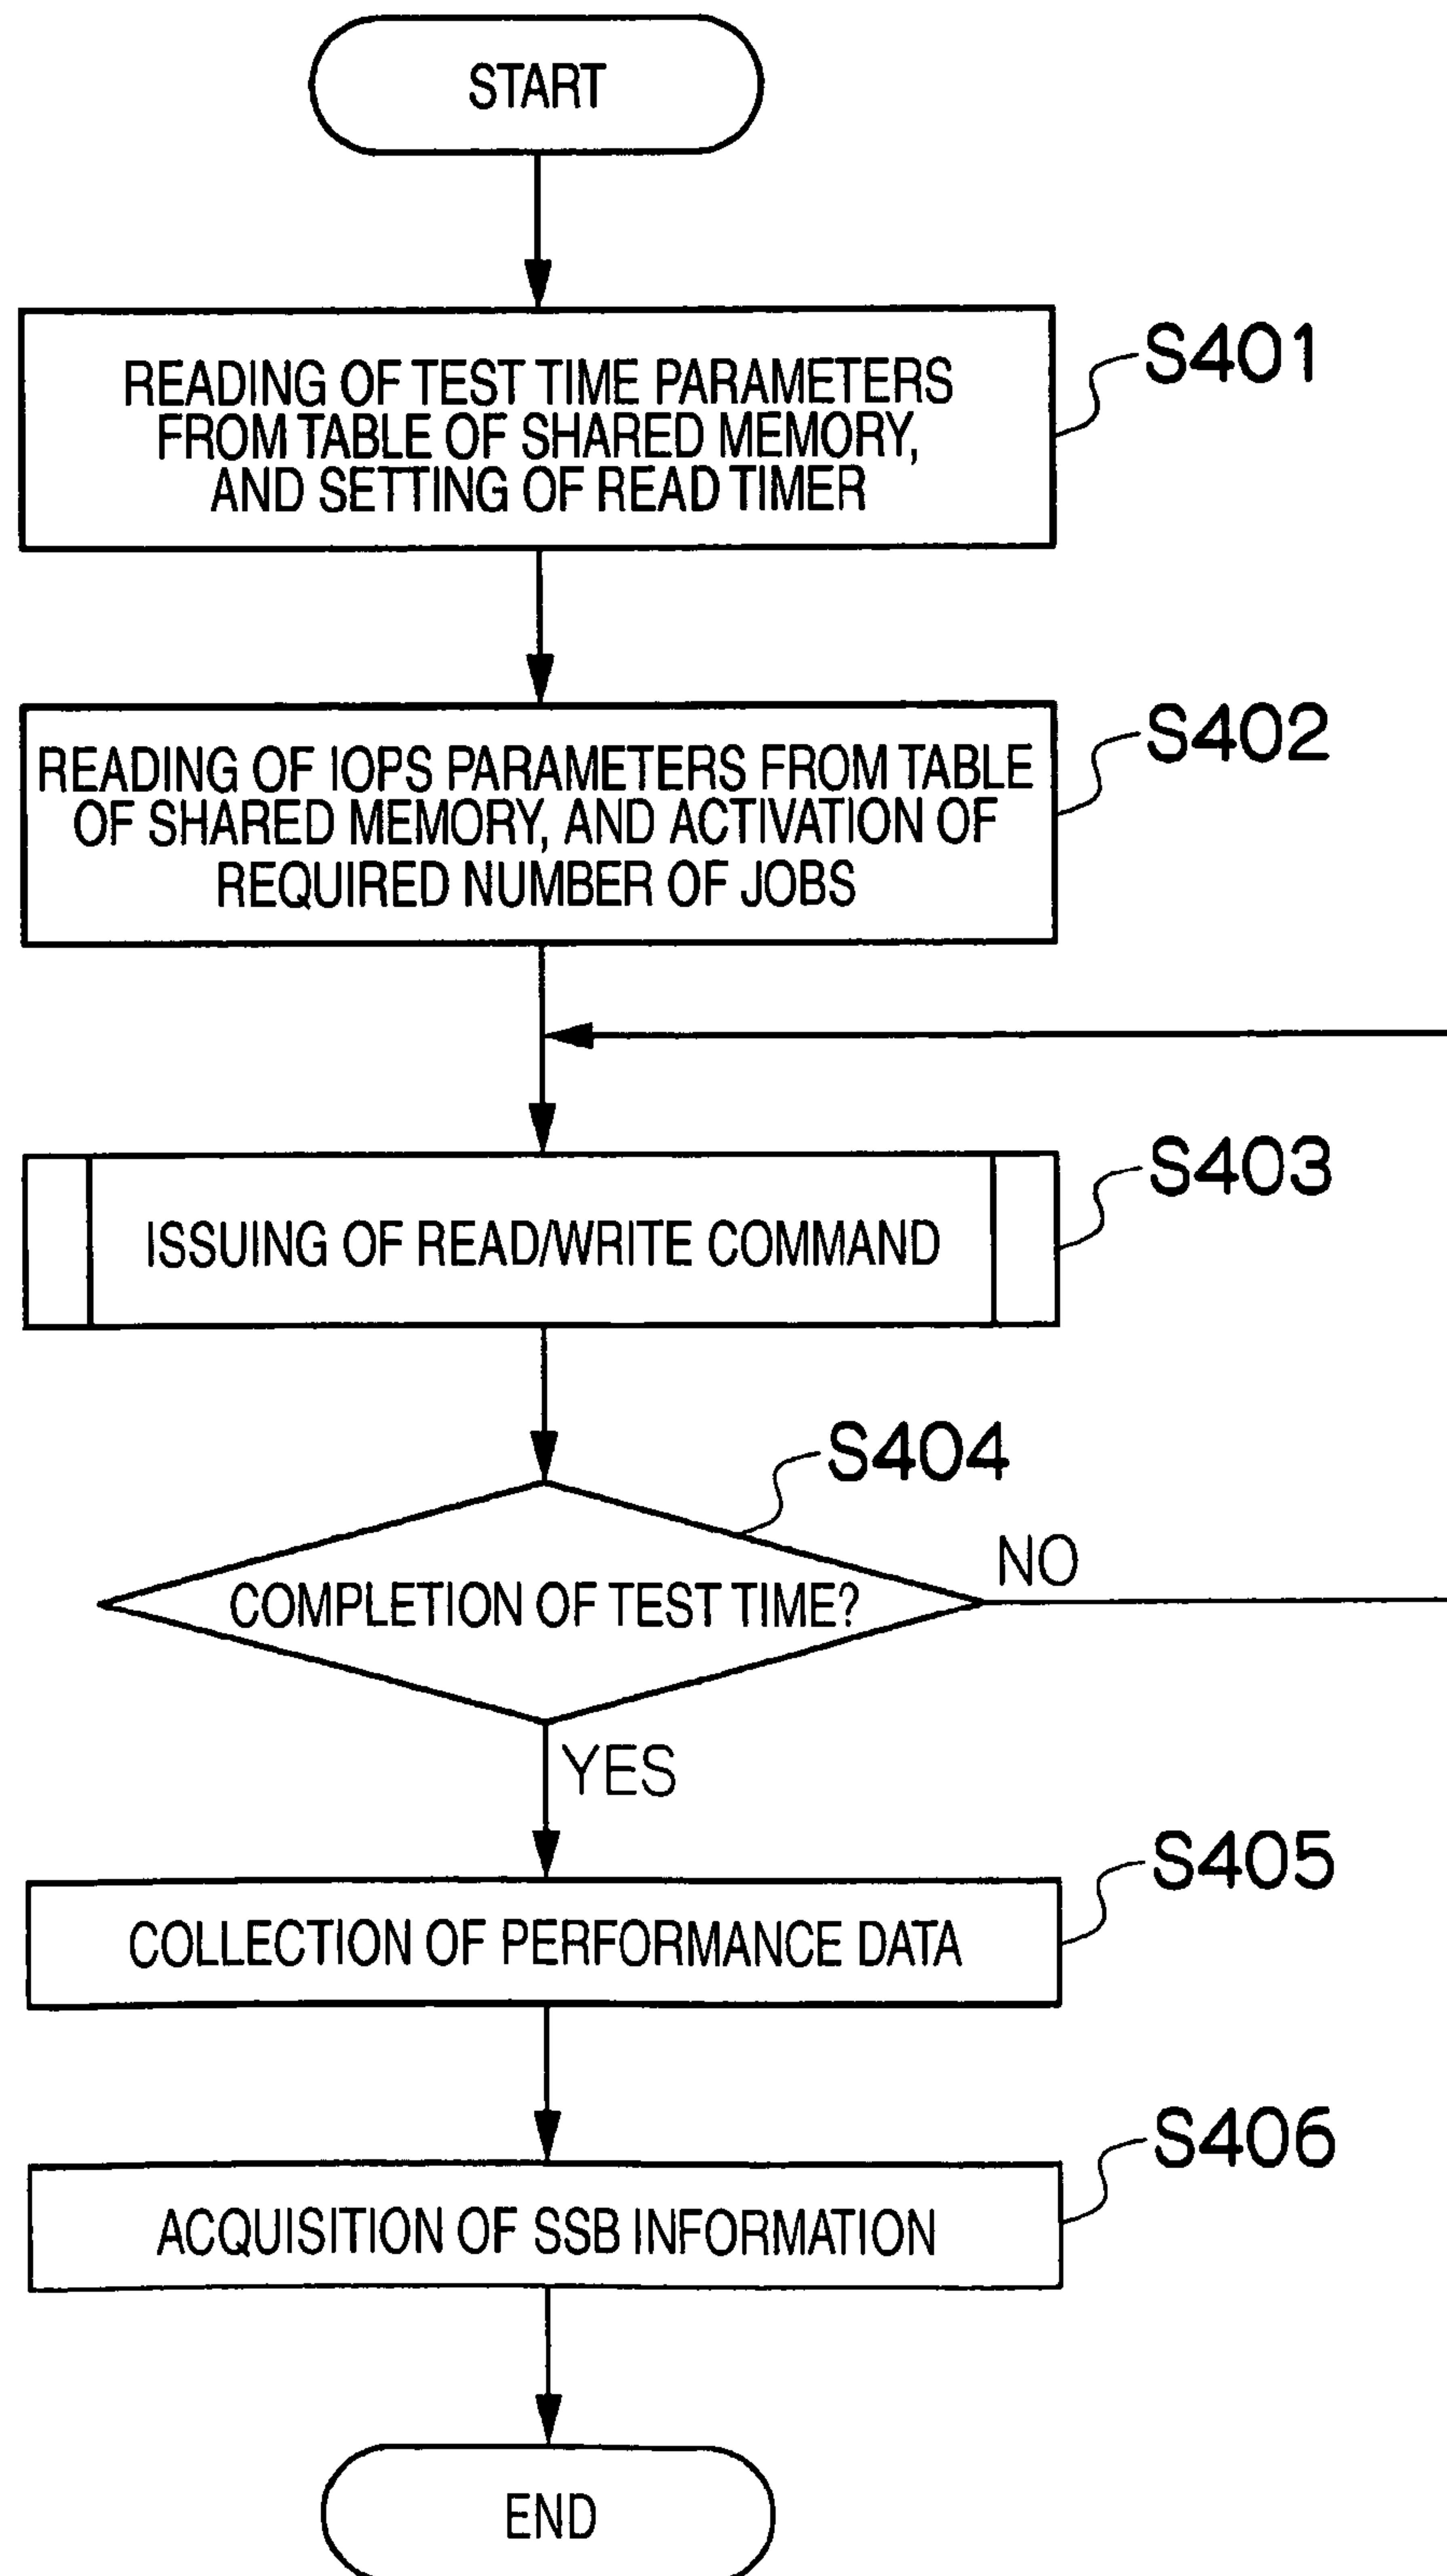 START
READING OF TEST TIME PARAMETERS
FROM TABLE OF SHARED MEMORY,
AND SETTING OF READ TIMER
S401
READING OF IOPS PARAMETERS FROM TABLE
OF SHARED MEMORY, AND ACTIVATION OF
REQUIRED NUMBER OF JOBS
S402
ISSUING OF READ/WRITE COMMAND
S403
S404
COMPLETION OF TEST TIME?
NO
YES
COLLECTION OF PERFORMANCE DATA
S405
ACQUISITION OF SSB INFORMATION
S406
END